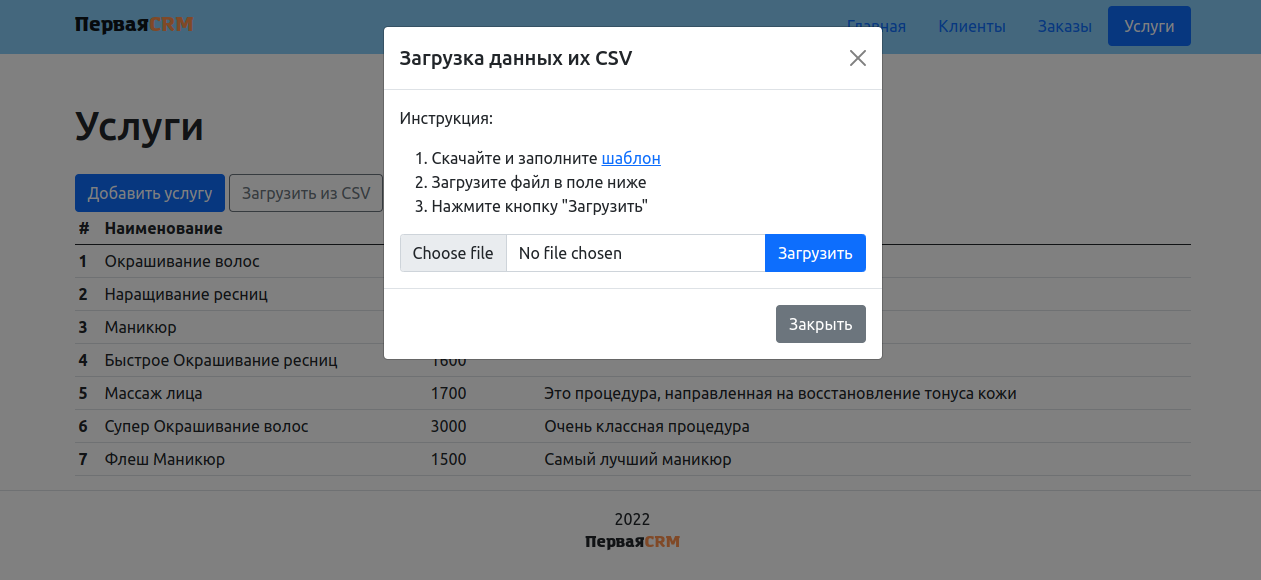 ПерваяCRM
Главная
Клиенты
Заказы
Услуги
Загрузка данных их CSV
Инструкция:
1. Скачайте и заполните шаблон
2. Загрузите файл в поле ниже
3. Нажмите кнопку "Загрузить"
Choose file No file chosen Загрузить
Закрыть
Услуги
Добавить услугу Загрузить из CSV
# Наименование
1 Окрашивание волос
2 Наращивание ресниц
3 Маникюр
4 Быстрое Окрашивание ресниц 1600
5 Массаж лица 1700 Это процедура, направленная на восстановление тонуса кожи
6 Супер Окрашивание волос 3000 Очень классная процедура
7 Флеш Маникюр 1500 Самый лучший маникюр
2022
ПерваяCRM